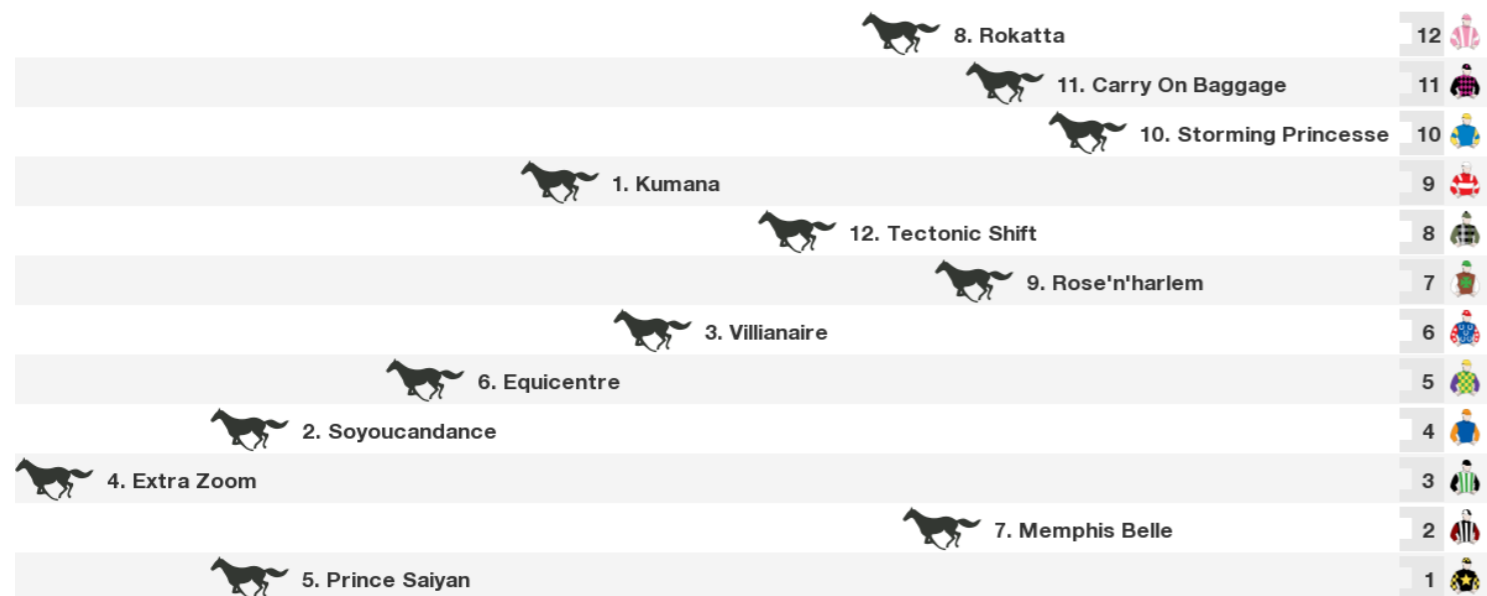 8. Rokatta 12
11. Carry On Baggage 11
10. Storming Princesse 10
1. Kumana 9
12. Tectonic Shift 8
9. Rose'n'harlem 7
3. Villianaire 6
6. Equicentre 5
2. Soyoucandance 4
4. Extra Zoom 3
7. Memphis Belle 2
5. Prince Saiyan 1